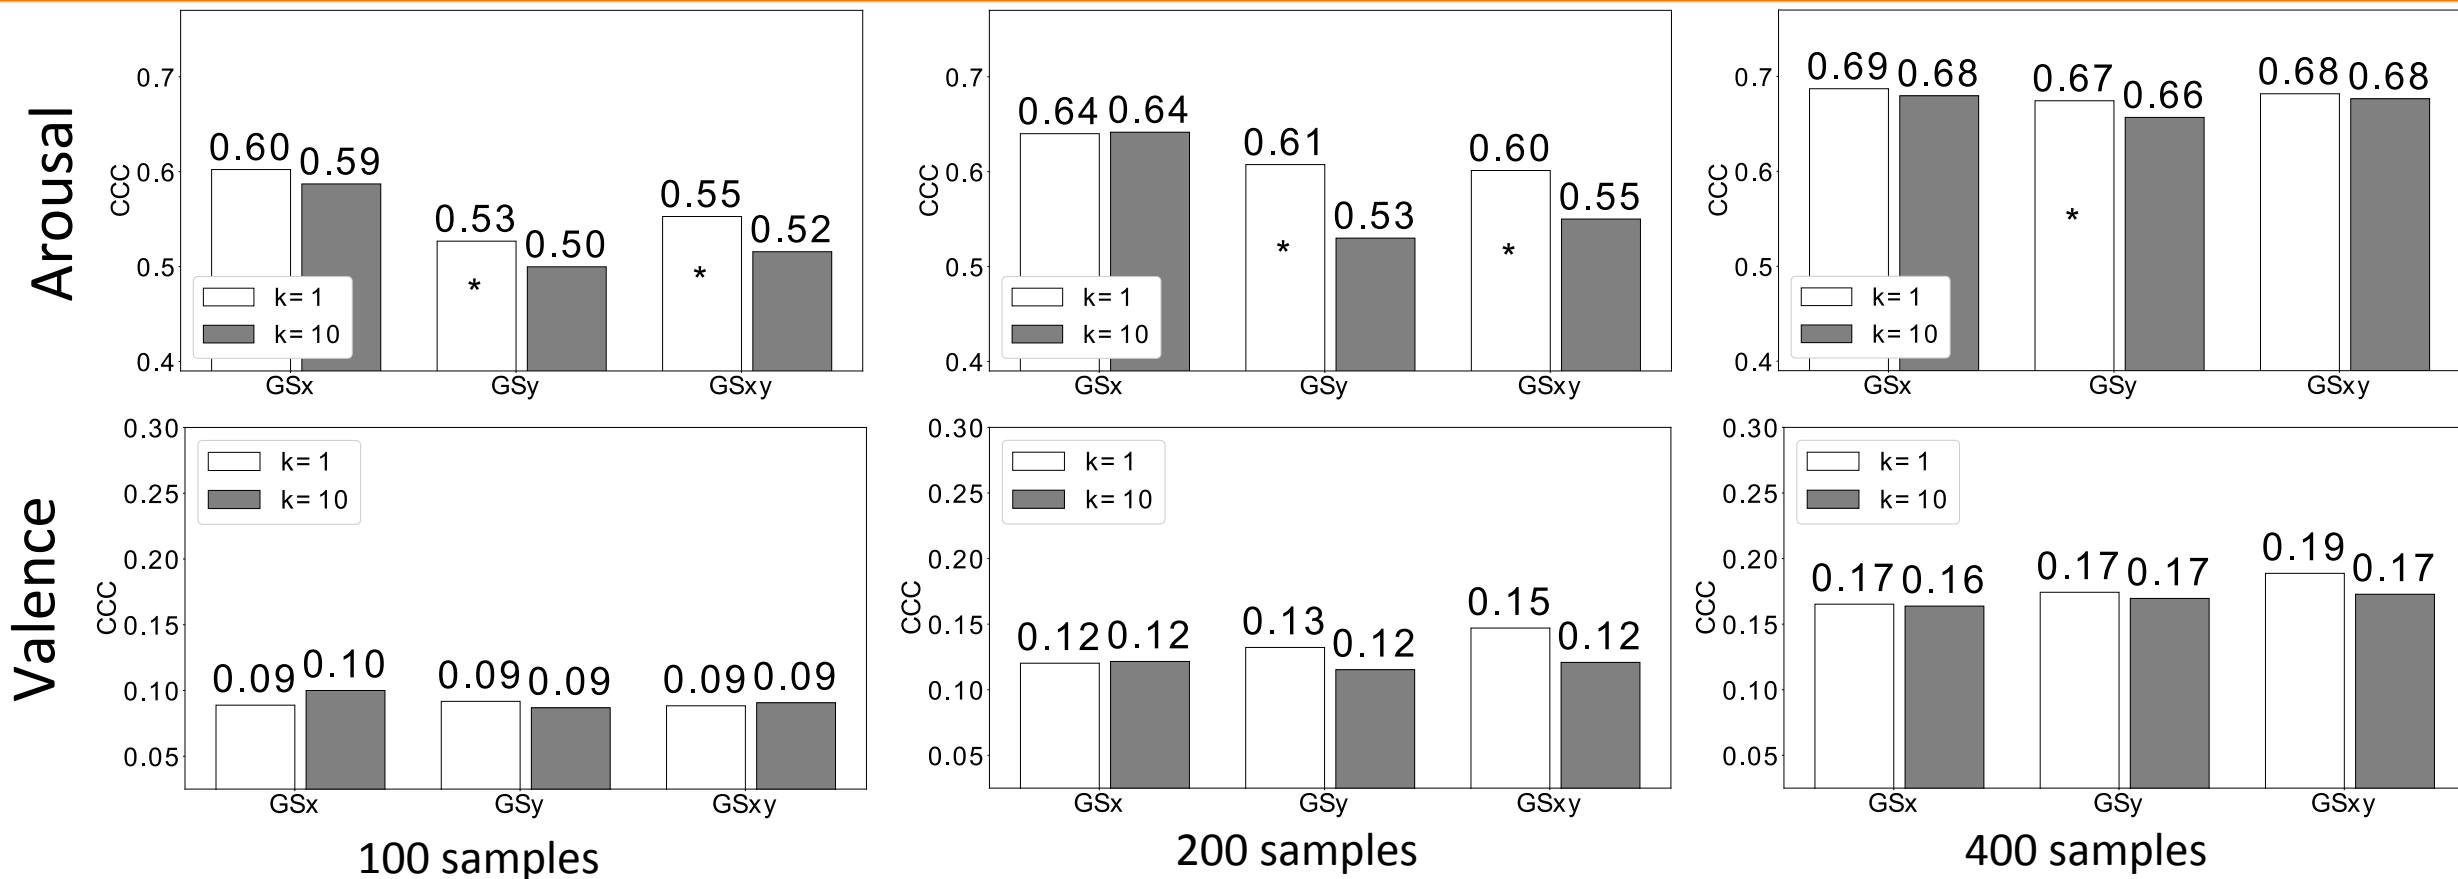 Arousal
CCC
0.7
0.6
0.5
0.4
0.60 0.59
0.53 0.50
0.55 0.52
*
*
k= 1
k= 10
GSx GSy GSxy
CCC
0.7
0.6
0.5
0.4
0.64 0.64
0.61 0.53
0.60 0.55
*
*
k= 1
k= 10
GSx GSy GSxy
CCC
0.7
0.6
0.5
0.4
0.69 0.68
0.67 0.66
0.68 0.68
*
k= 1
k= 10
GSx GSy GSxy
Valence
CCC
0.30
0.25
0.20
0.15
0.10
0.05
k= 1
k= 10
0.09 0.10
0.09 0.09
0.09 0.09
GSx GSy GSxy
100 samples
CCC
0.30
0.25
0.20
0.15
0.10
0.05
k= 1
k= 10
0.12 0.12
0.13 0.12
0.15 0.12
GSx GSy GSxy
200 samples
CCC
0.30
0.25
0.20
0.15
0.10
0.05
k= 1
k= 10
0.17 0.16
0.17 0.17
0.19 0.17
GSx GSy GSxy
400 samples